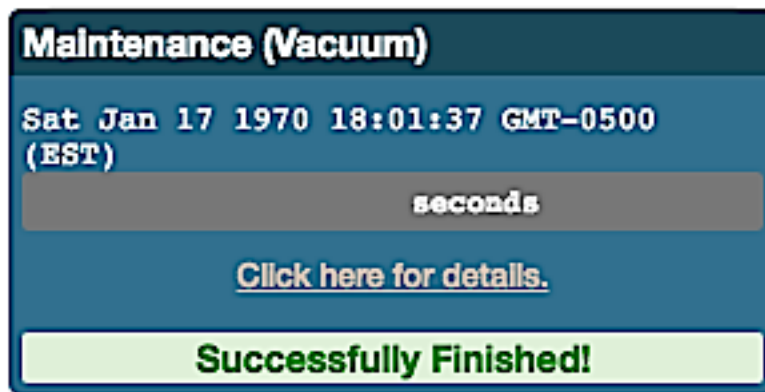 Maintenance (Vacuum)
Sat Jan 17 1970 18:01:37 GMT-0500
(EST)
seconds
Click here for details.
Successfully Finished!